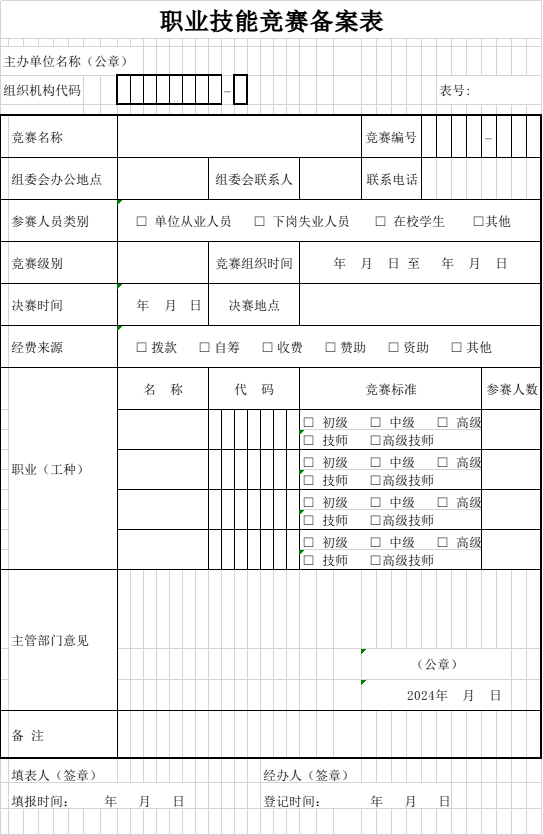 职业技能竞赛备案表
主办单位名称（公章）
组织机构代码 – 表号:
竞赛名称 竞赛编号 –
组委会办公地点 组委会联系人 联系电话
参赛人员类别 □ 单位从业人员 □ 下岗失业人员 □ 在校学生 □其他
竞赛级别 竞赛组织时间 年 月 日 至 年 月 日
决赛时间 年 月 日 决赛地点
经费来源 □ 拨款 □ 自筹 □ 收费 □ 赞助 □ 资助 □ 其他
职业（工种） 名 称 代 码 竞赛标准 参赛人数
□ 初级 □ 中级 □ 高级
□ 技师 □高级技师
□ 初级 □ 中级 □ 高级
□ 技师 □高级技师
□ 初级 □ 中级 □ 高级
□ 技师 □高级技师
□ 初级 □ 中级 □ 高级
□ 技师 □高级技师
主管部门意见
（公章）
2024年 月 日
备 注
填表人（签章） 经办人（签章）
填报时间: 年 月 日 登记时间: 年 月 日